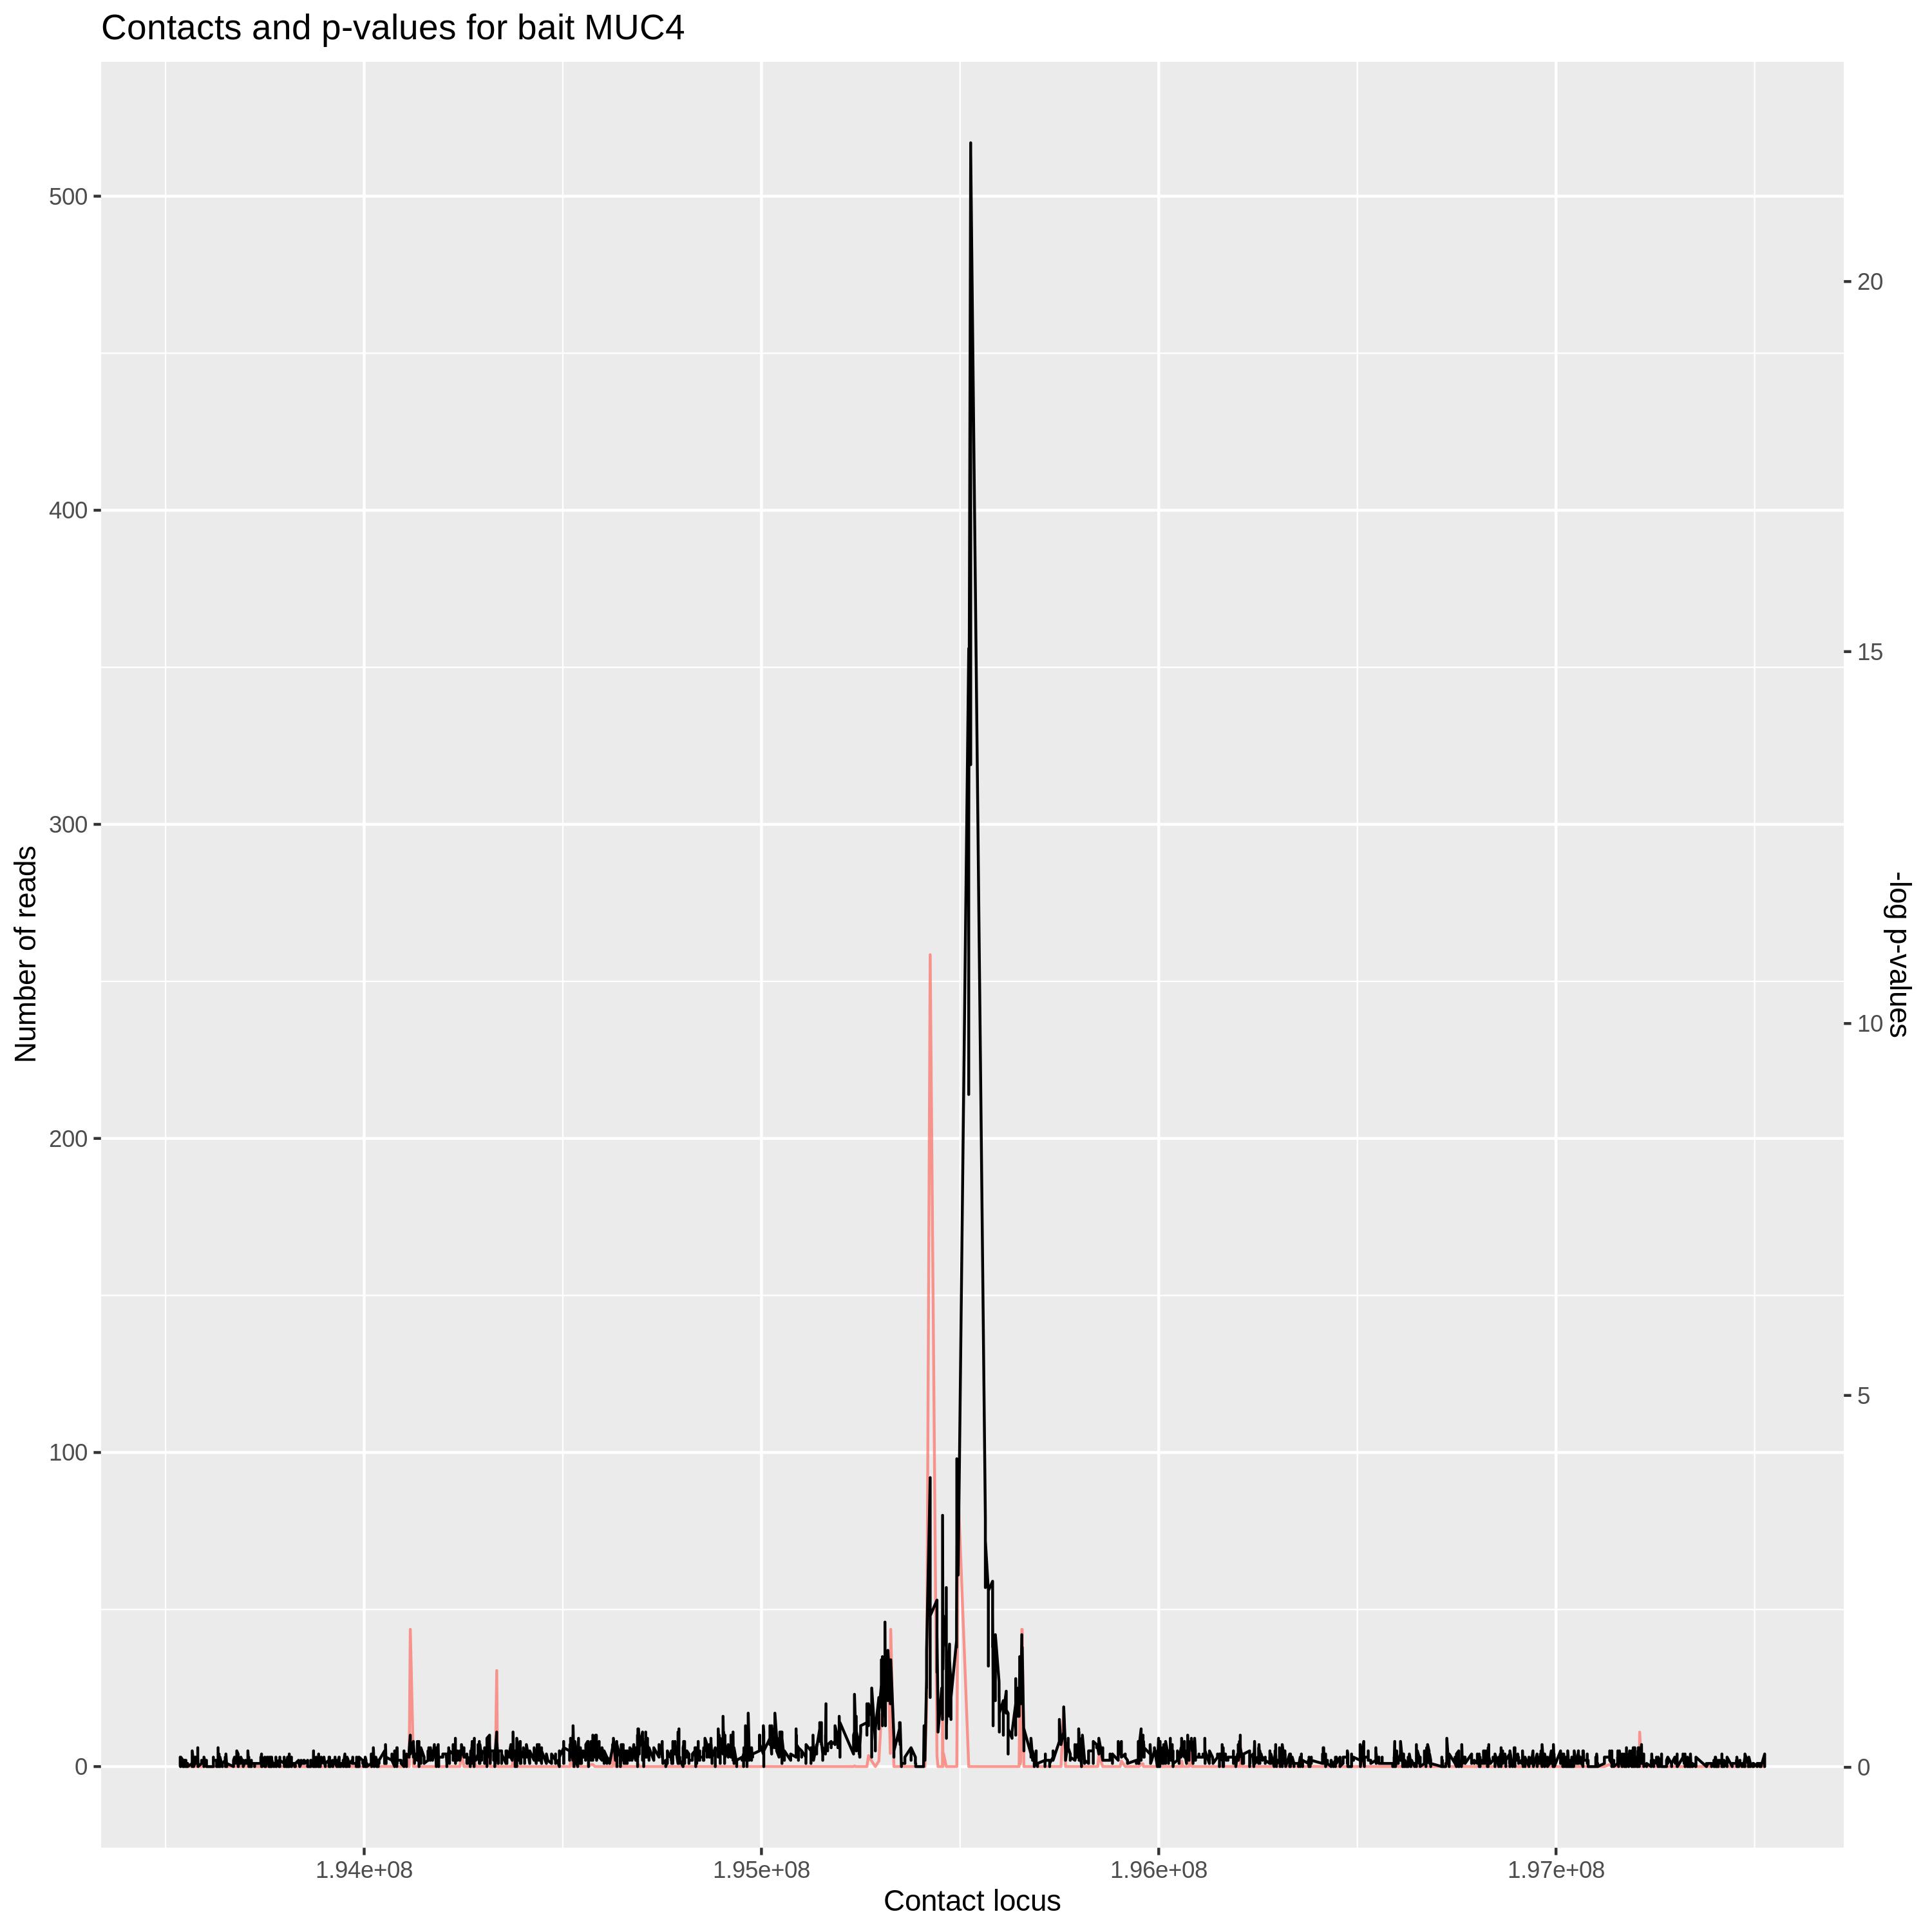 Contacts and p-values for bait MUC4
500
400
300
200
100
0
Number of reads
20
15
10
5
0
-log p-values
1.94e+08
1.95e+08
1.96e+08
1.97e+08
Contact locus